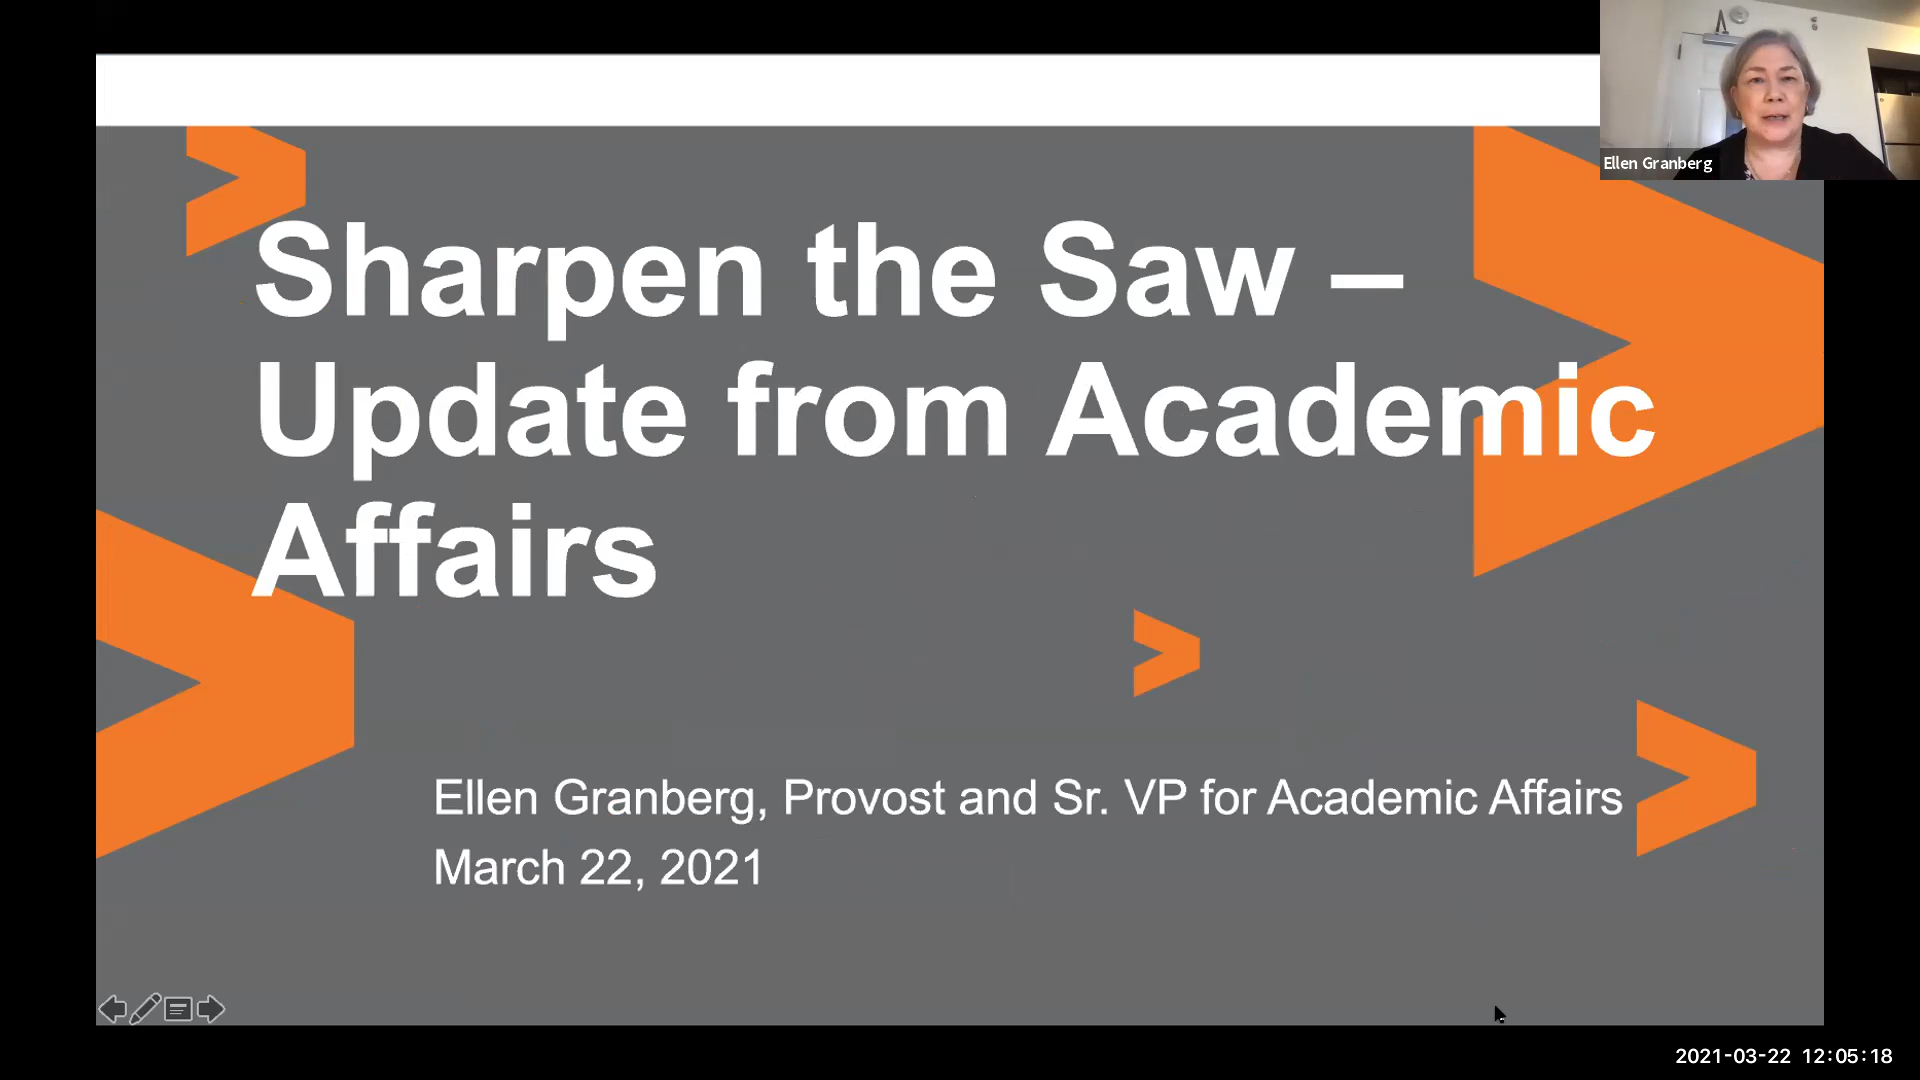 Ellen Granberg
Sharpen the Saw –
Update from Academic
Affairs
Ellen Granberg, Provost and Sr. VP for Academic Affairs
March 22, 2021
2021-03-22 12:05:18